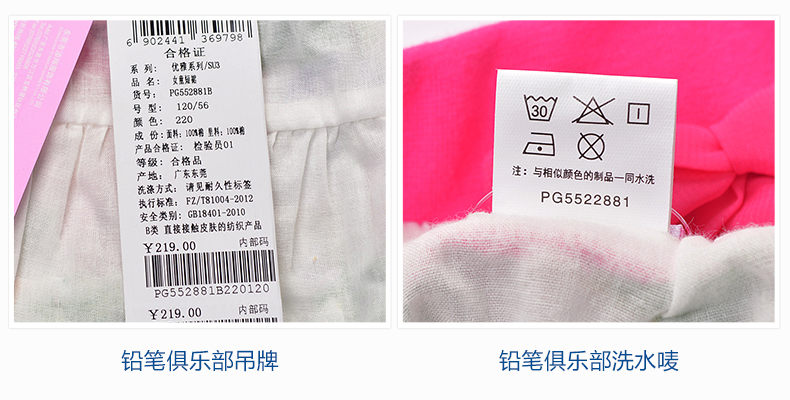 6 902441 369798
合格证
系列: 优雅系列/SU3
品名: 女童短裙
货号: PG552881B
号型: 120/56
颜色: 220
成份: 面料: 100%棉 里料: 100%棉
产品合格证: 检验员01
等级: 合格品
产地: 广东东莞
洗涤方式: 请见耐久性标签
执行标准: FZ/T81004-2012
安全类别: GB18401-2010
B类 直接接触皮肤的纺织产品
¥219.00 内部码
PG552881B220120
¥219.00 内部码
30
注: 与相似颜色的制品一同水洗
PG5522881
铅笔俱乐部吊牌
铅笔俱乐部洗水唛